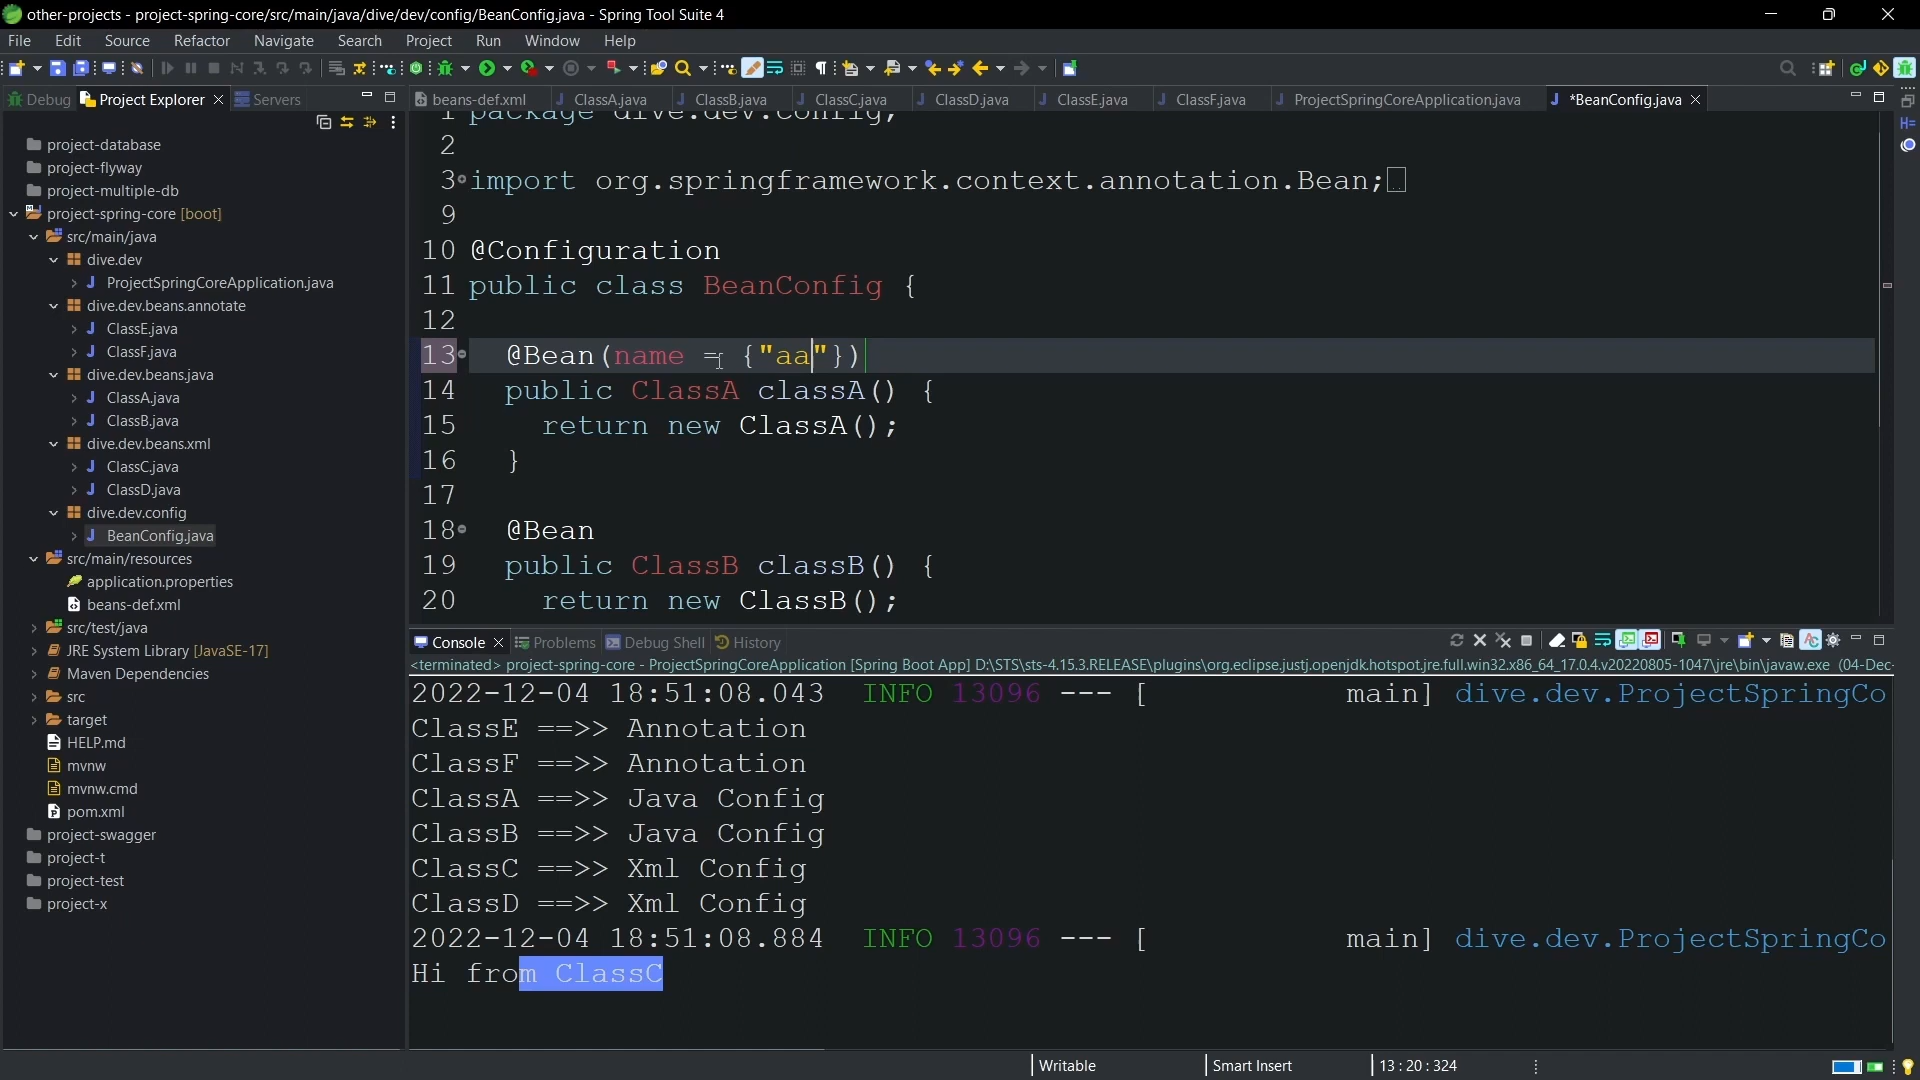 other-projects - project-spring-core/src/main/java/dive/dev/config/BeanConfig.java - Spring Tool Suite 4
File Edit Source Refactor Navigate Search Project Run Window Help
Debug Project Explorer Servers
beans-def.xml ClassA.java ClassB.java ClassC.java ClassD.java ClassE.java ClassF.java ProjectSpringCoreApplication.java *BeanConfig.java
project-database
project-flyway
project-multiple-db
project-spring-core [boot]
src/main/java
dive.dev
ProjectSpringCoreApplication.java
dive.dev.beans.annotate
ClassE.java
ClassF.java
dive.dev.beans.java
ClassA.java
ClassB.java
dive.dev.beans.xml
ClassC.java
ClassD.java
dive.dev.config
BeanConfig.java
src/main/resources
application.properties
beans-def.xml
src/test/java
JRE System Library [JavaSE-17]
Maven Dependencies
src
target
HELP.md
mvnw
mvnw.cmd
pom.xml
project-swagger
project-t
project-test
project-x
1 package dive.dev.config;
2
3 import org.springframework.context.annotation.Bean;
9
10 @Configuration
11 public class BeanConfig {
12
13 @Bean(name = {"aa"})
14 public ClassA classA() {
15 return new ClassA();
16 }
17
18 @Bean
19 public ClassB classB() {
20 return new ClassB();
Console Problems Debug Shell History
<terminated> project-spring-core - ProjectSpringCoreApplication [Spring Boot App] D:\STS\sts-4.15.3.RELEASE\plugins\org.eclipse.justj.openjdk.hotspot.jre.full.win32.x86_64_17.0.4.v20220805-1047\jre\bin\javaw.exe (04-Dec-
2022-12-04 18:51:08.043 INFO 13096 --- [ main] dive.dev.ProjectSpringCo
ClassE ==>> Annotation
ClassF ==>> Annotation
ClassA ==>> Java Config
ClassB ==>> Java Config
ClassC ==>> Xml Config
ClassD ==>> Xml Config
2022-12-04 18:51:08.884 INFO 13096 --- [ main] dive.dev.ProjectSpringCo
Hi from ClassC
Writable Smart Insert 13 : 20 : 324